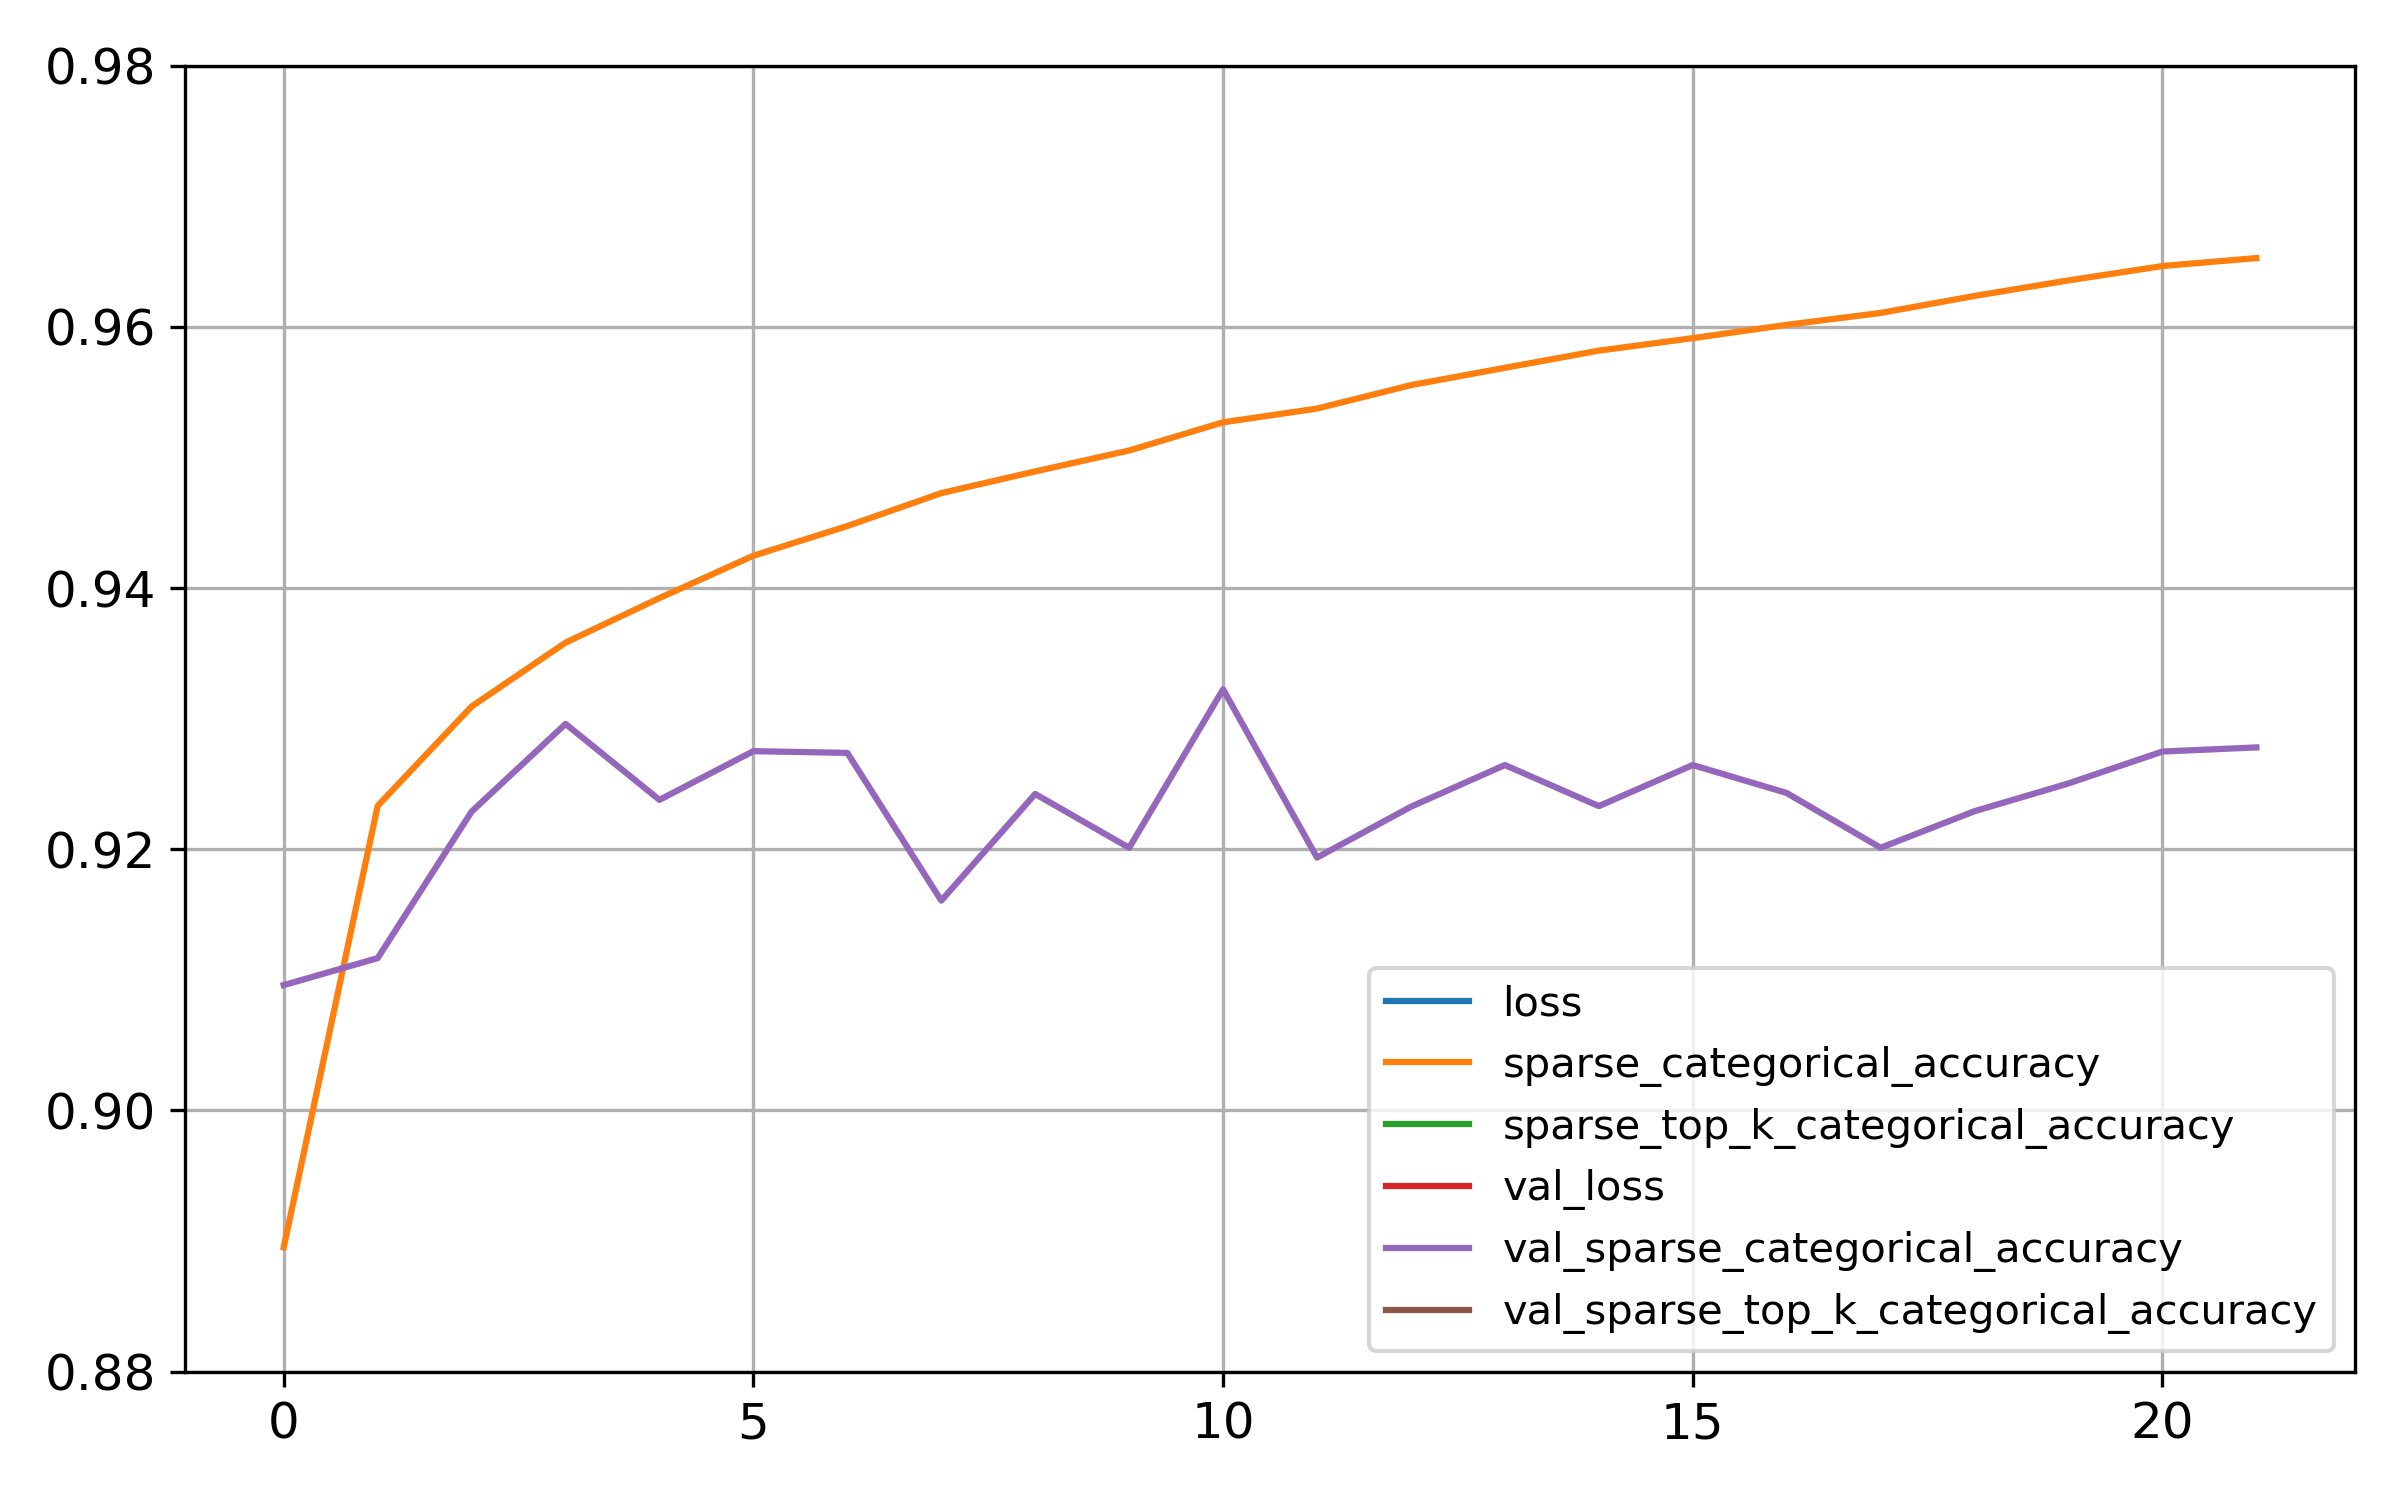 0.98
0.96
0.94
0.92
0.90
0.88
0 5 10 15 20
loss
sparse_categorical_accuracy
sparse_top_k_categorical_accuracy
val_loss
val_sparse_categorical_accuracy
val_sparse_top_k_categorical_accuracy